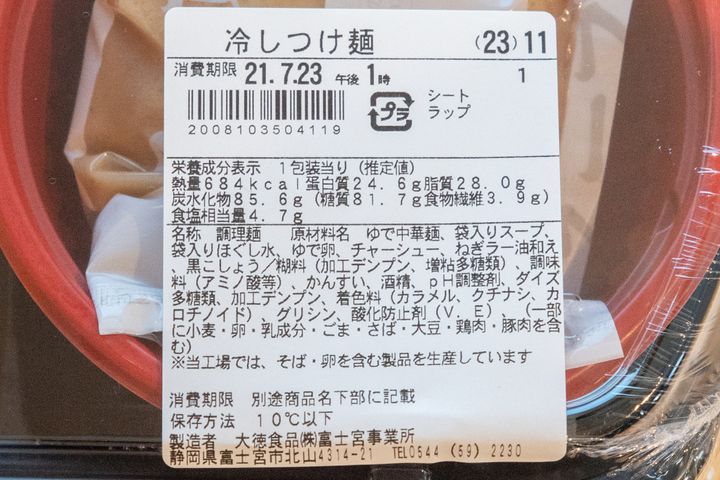 冷しつけ麺 (23)11
消費期限 21.7.23 午後1時 1
プラ シート
ラップ
2008103504119
栄養成分表示 1包装当り (推定値)
熱量684kcal蛋白質24.6g脂質28.0g
炭水化物85.6g(糖質81.7g食物繊維3.9g)
食塩相当量4.7g
名称 調理麺 原材料名 ゆで中華麺、袋入りスープ、
袋入りほぐし水、ゆで卵、チャーシュー、ねぎラー油和え
、黒こしょう/糊料(加工デンプン、増粘多糖類)、調味
料(アミノ酸等)、かんすい、酒精、pH調整剤、ダイズ
多糖類、加工デンプン、着色料(カラメル、クチナシ、カ
ロチノイド)、グリシン、酸化防止剤(V.E)、(一部
に小麦・卵・乳成分・ごま・さば・大豆・鶏肉・豚肉を含
む)
※当工場では、そば・卵を含む製品を生産しています
消費期限 別途商品名下部に記載
保存方法 10℃以下
製造者 大徳食品㈱富士宮事業所
静岡県富士宮市北山4314-21 TEL0544 (59) 2230